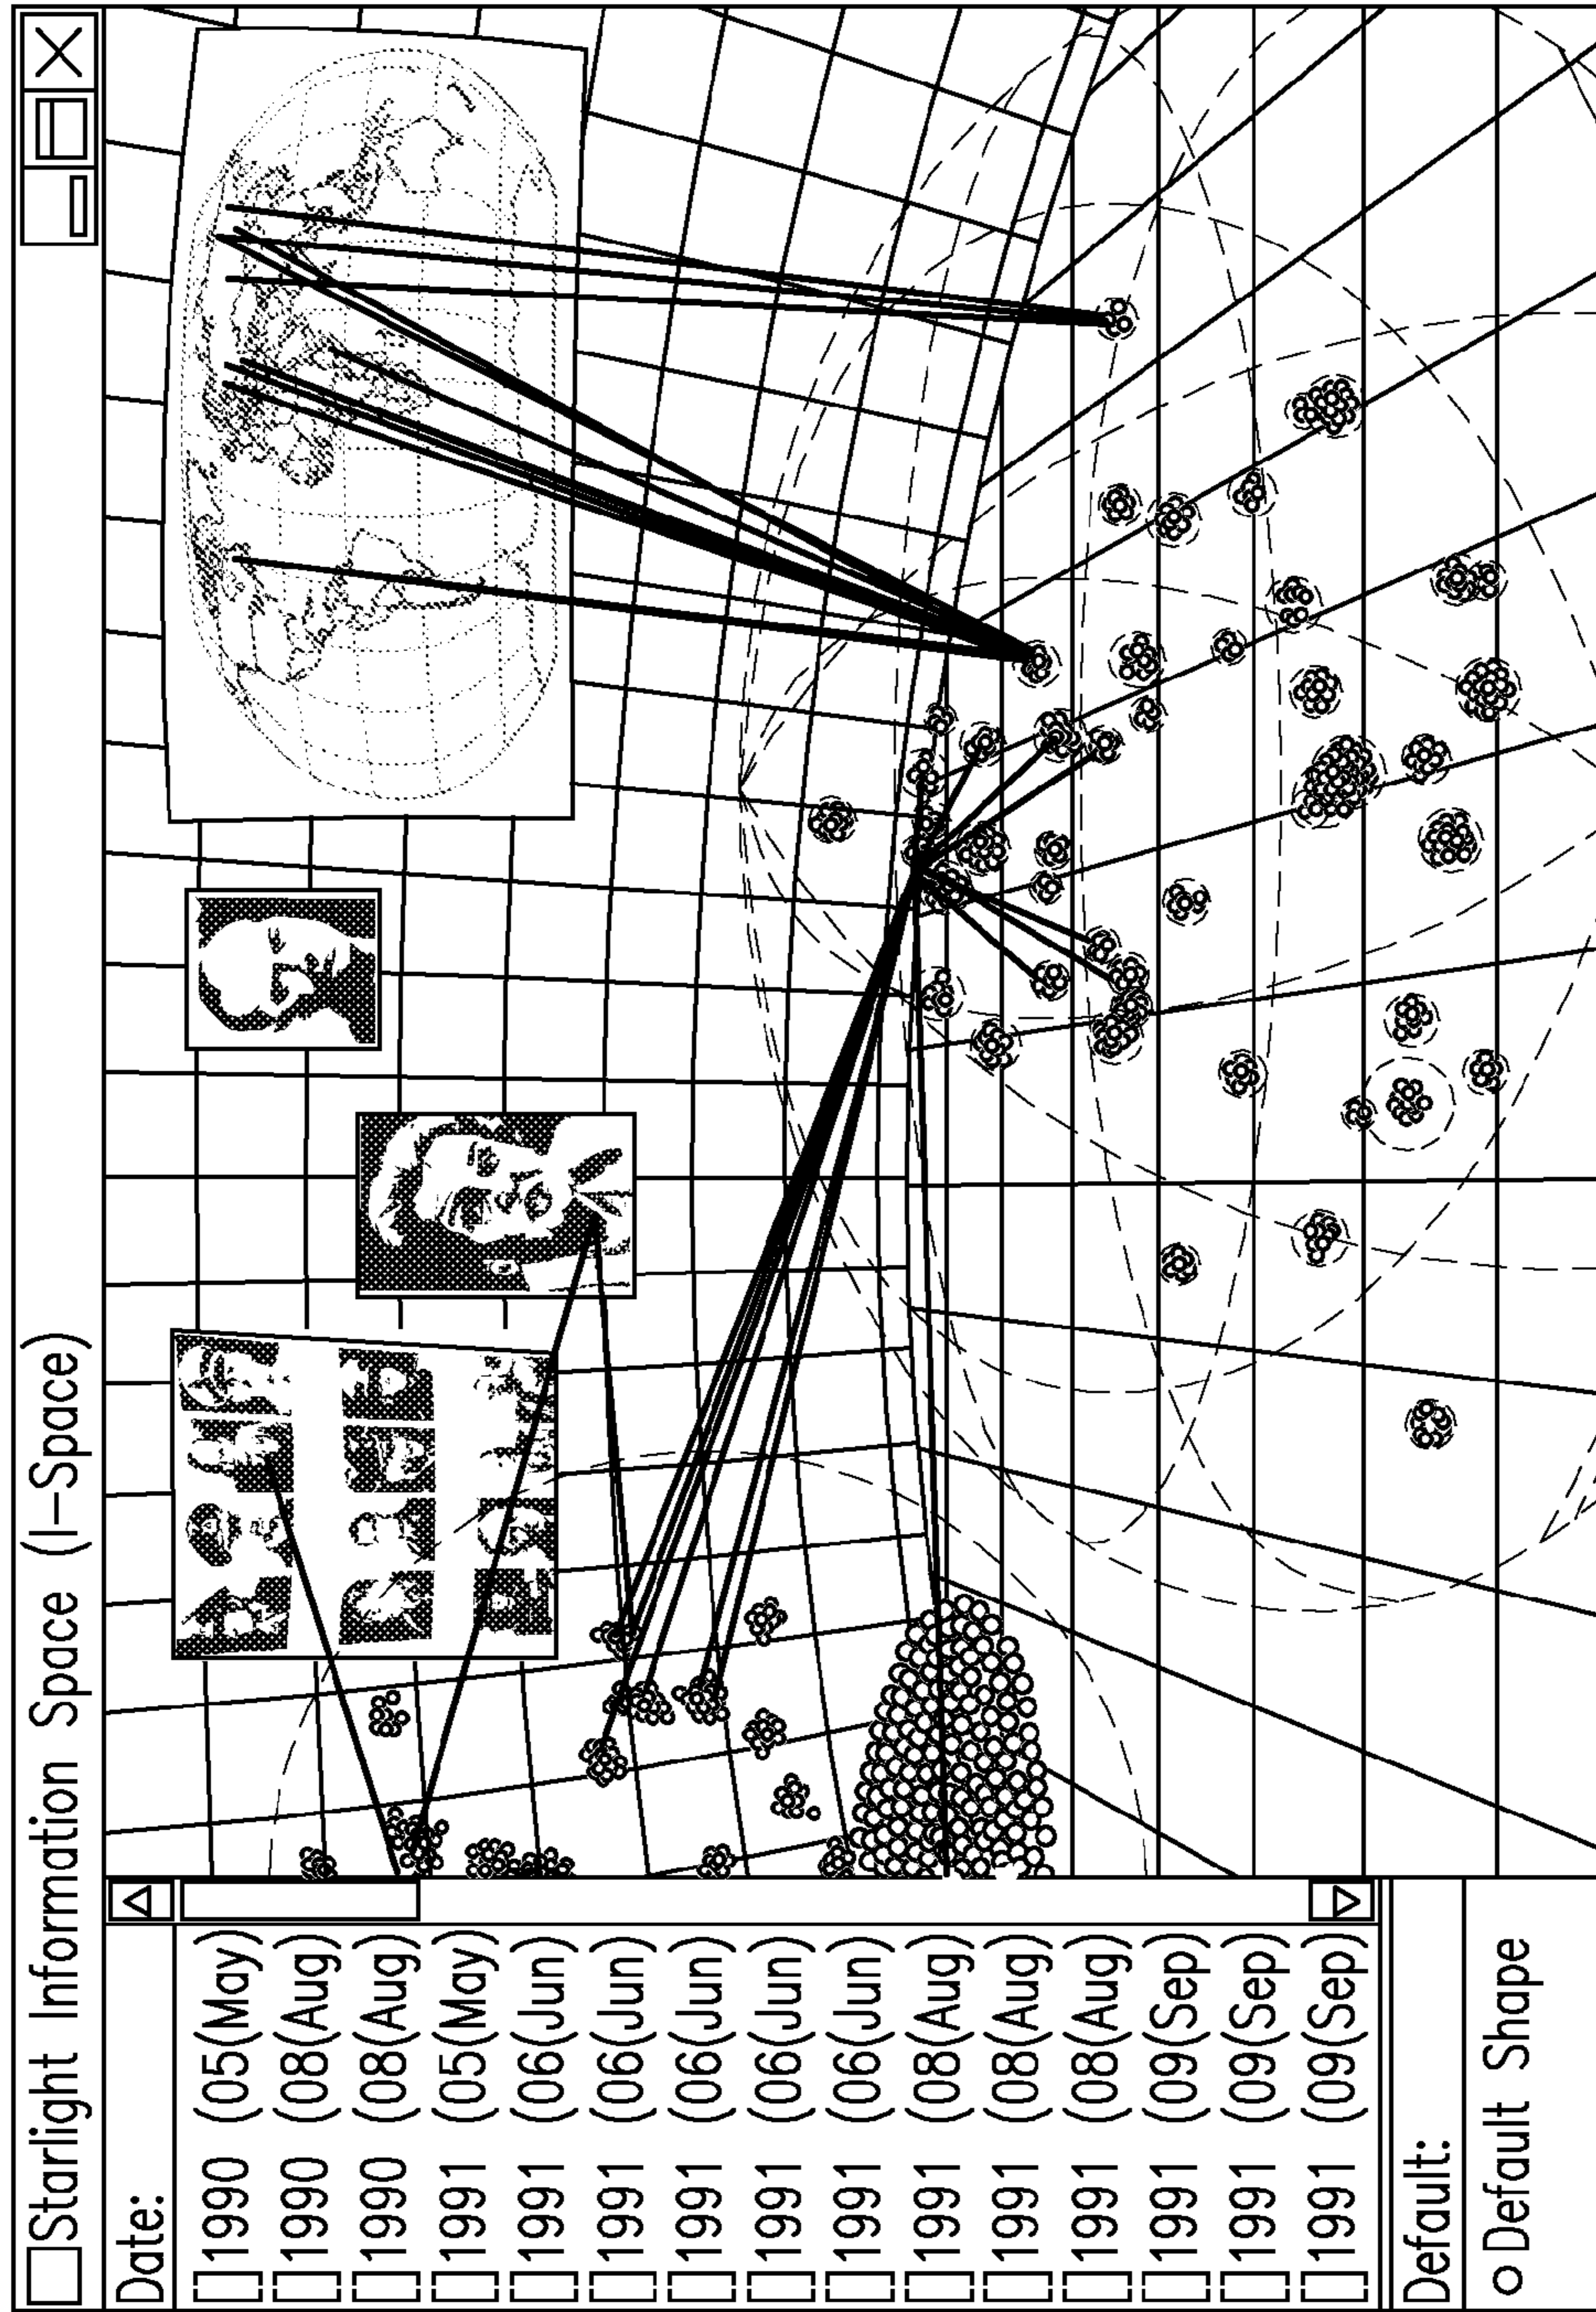 Starlight Information Space (I-Space)
Date:
1990 (05(May)
1990 (08(Aug)
1990 (08(Aug)
1991 (05(May)
1991 (06(Jun)
1991 (06(Jun)
1991 (06(Jun)
1991 (06(Jun)
1991 (06(Jun)
1991 (08(Aug)
1991 (08(Aug)
1991 (08(Aug)
1991 (09(Sep)
1991 (09(Sep)
1991 (09(Sep)
Default:
Default Shape